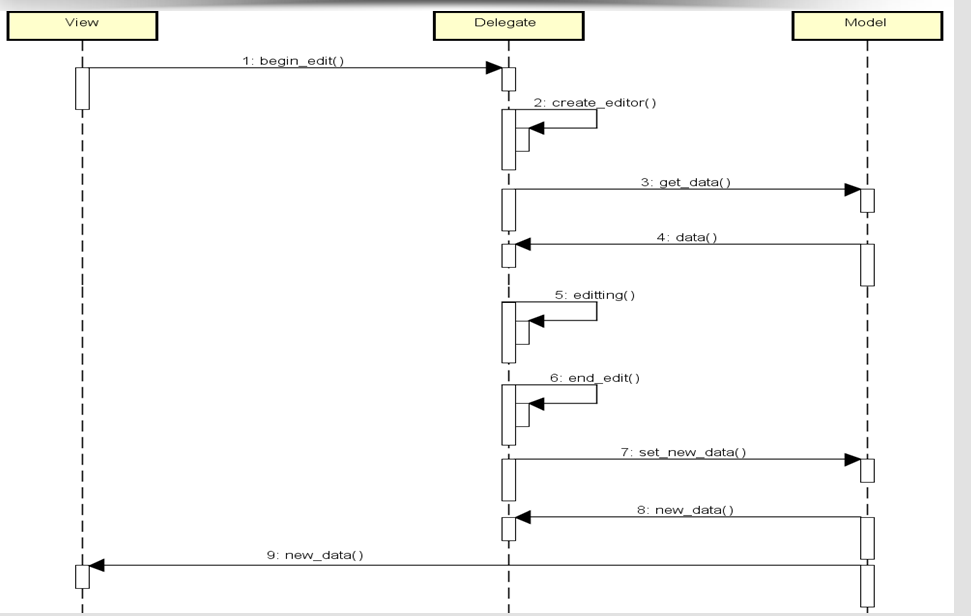 View
Delegate
Model
1: begin_edit()
2: create_editor()
3: get_data()
4: data()
5: editting()
6: end_edit()
7: set_new_data()
8: new_data()
9: new_data()